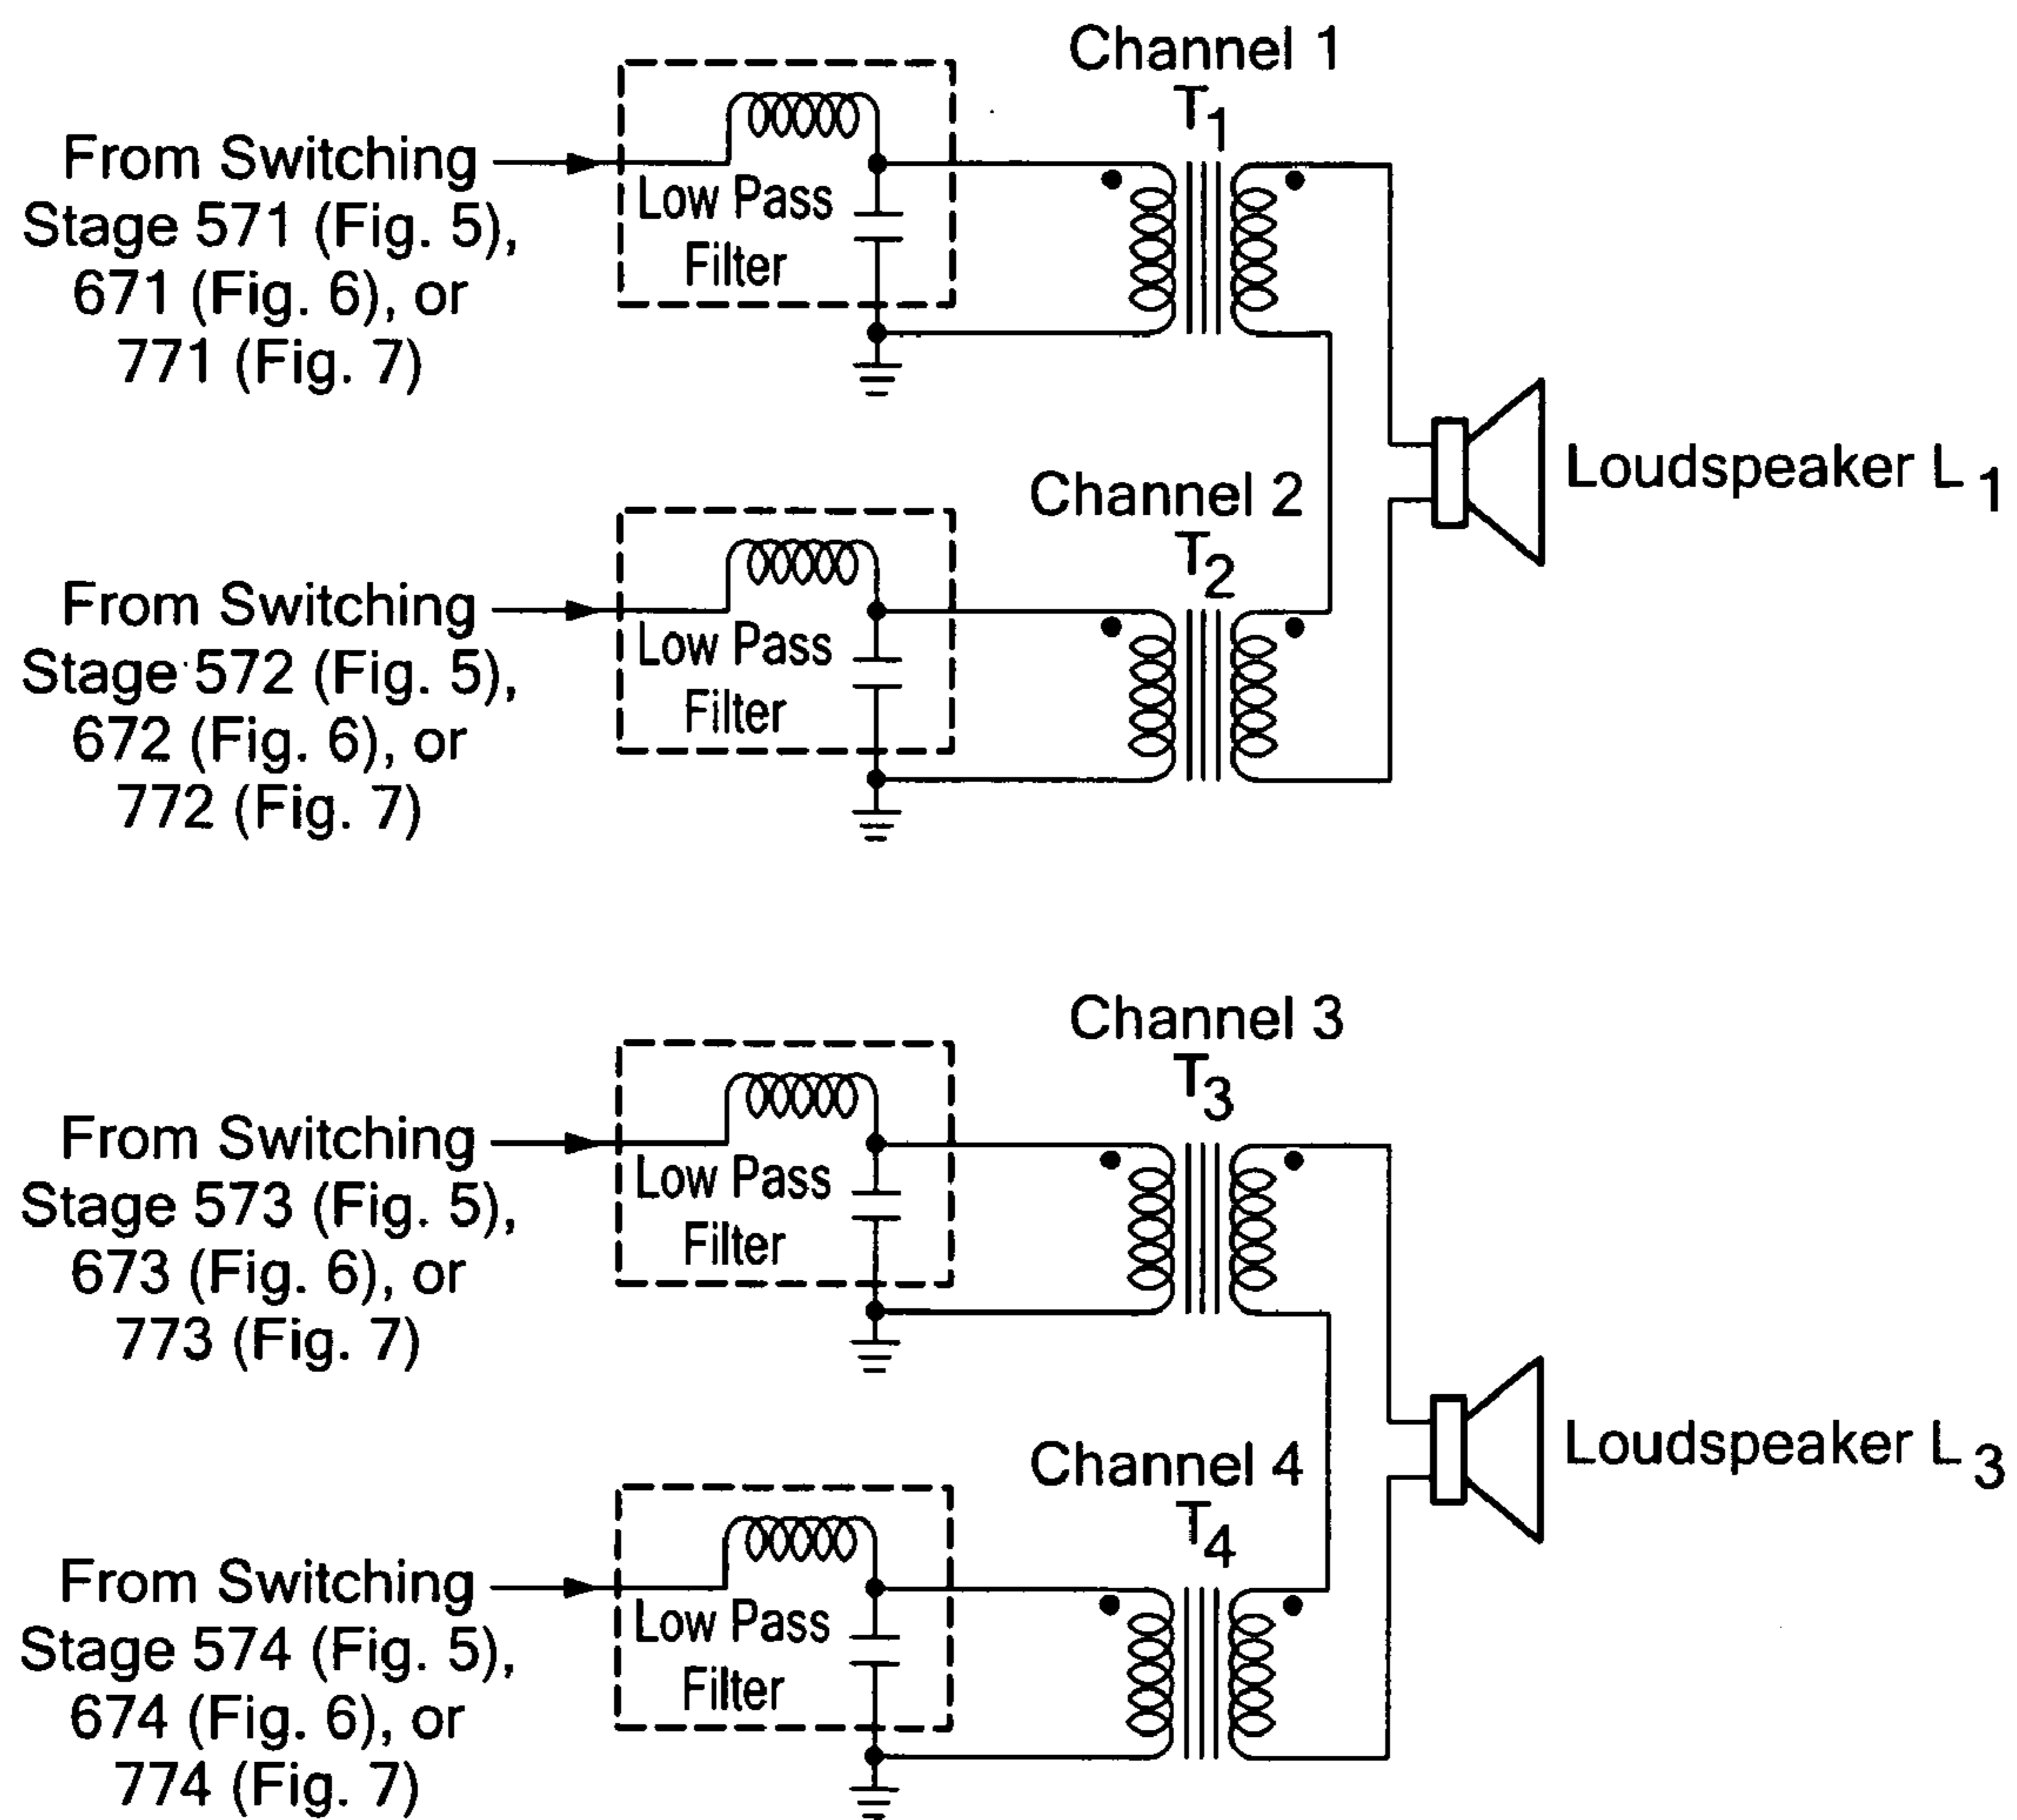 Channel 1
T1
From Switching
Stage 571 (Fig. 5),
671 (Fig. 6), or
771 (Fig. 7)
Low Pass
Filter
Loudspeaker L1
Channel 2
T2
From Switching
Stage 572 (Fig. 5),
672 (Fig. 6), or
772 (Fig. 7)
Low Pass
Filter
Channel 3
T3
From Switching
Stage 573 (Fig. 5),
673 (Fig. 6), or
773 (Fig. 7)
Low Pass
Filter
Loudspeaker L3
Channel 4
T4
From Switching
Stage 574 (Fig. 5),
674 (Fig. 6), or
774 (Fig. 7)
Low Pass
Filter